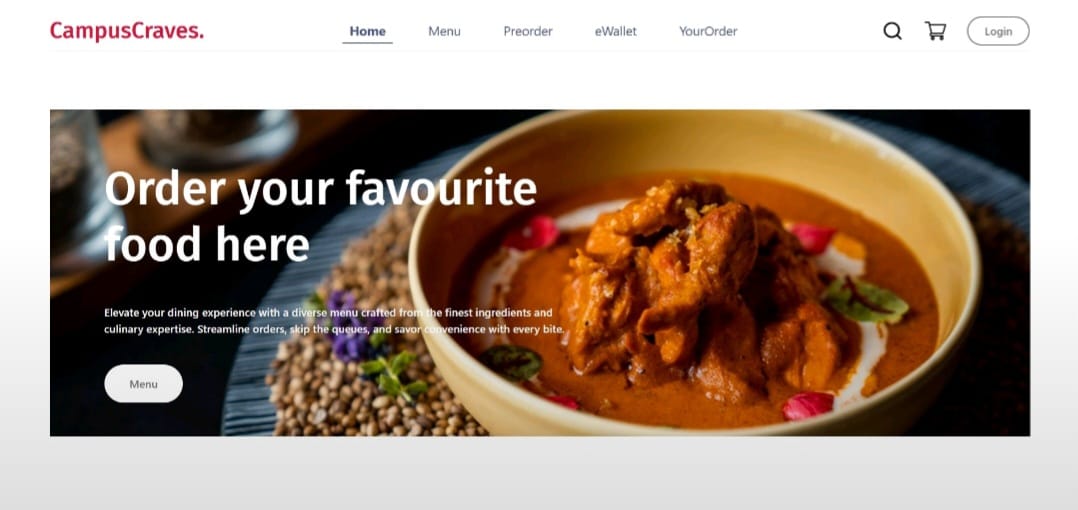 CampusCraves.
Home
Menu
Preorder
eWallet
YourOrder
Login
Order your favourite
food here
Elevate your dining experience with a diverse menu crafted from the finest ingredients and
culinary expertise. Streamline orders, skip the queues, and savor convenience with every bite.
Menu